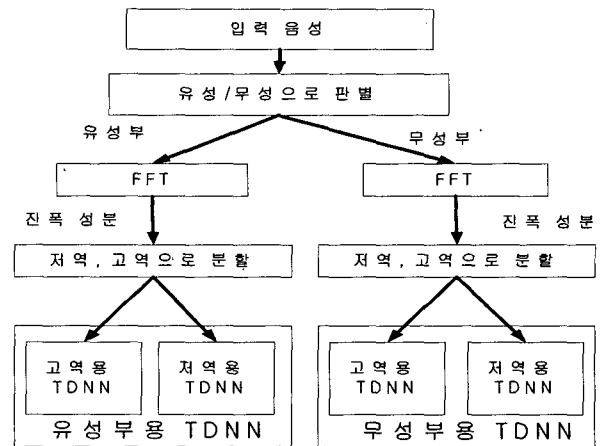 입력 음성
유성/무성으로 판별
유성부
무성부
FFT
FFT
잔폭 성분
잔폭 성분
저역, 고역으로 분할
저역, 고역으로 분할
고역용
TDNN
저역용
TDNN
고역용
TDNN
저역용
TDNN
유성부용 TDNN
무성부용 TDNN